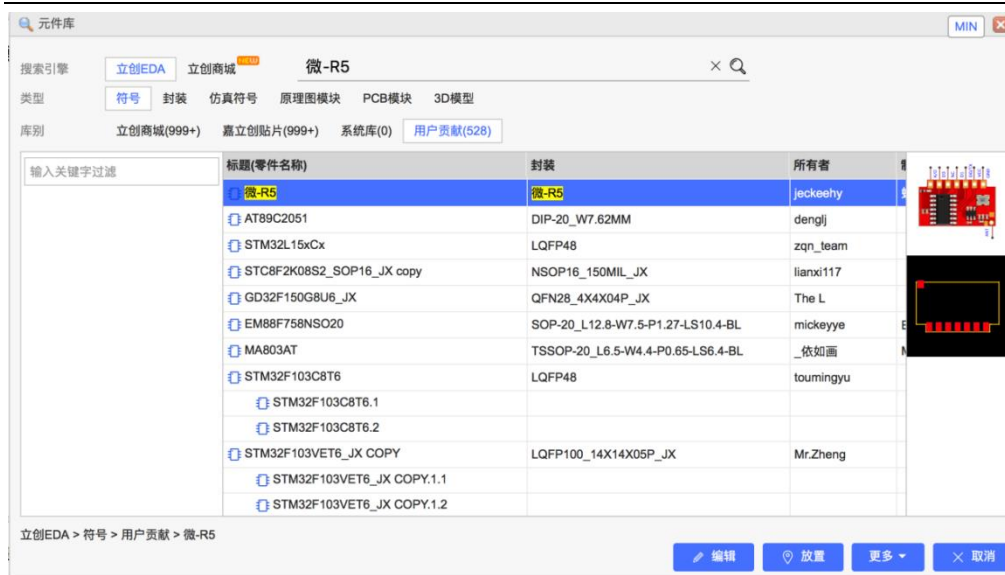 元件库 MIN
搜索引擎 立创EDA 立创商城 NEW 微-R5
类型 符号 封装 仿真符号 原理图模块 PCB模块 3D模型
库别 立创商城(999+) 嘉立创贴片(999+) 系统库(0) 用户贡献(528)
输入关键字过滤
标题(零件名称) 封装 所有者
微-R5 微-R5 jeckeehy
AT89C2051 DIP-20_W7.62MM denglj
STM32L15xCx LQFP48 zqn_team
STC8F2K08S2_SOP16_JX copy NSOP16_150MIL_JX lianxi117
GD32F150G8U6_JX QFN28_4X4X04P_JX The L
EM88F758NSO20 SOP-20_L12.8-W7.5-P1.27-LS10.4-BL mickeyye E
MA803AT TSSOP-20_L6.5-W4.4-P0.65-LS6.4-BL _依如画
STM32F103C8T6 LQFP48 toumingyu
STM32F103C8T6.1
STM32F103C8T6.2
STM32F103VET6_JX COPY LQFP100_14X14X05P_JX Mr.Zheng
STM32F103VET6_JX COPY.1.1
STM32F103VET6_JX COPY.1.2
立创EDA > 符号 > 用户贡献 > 微-R5
编辑 放置 更多 取消